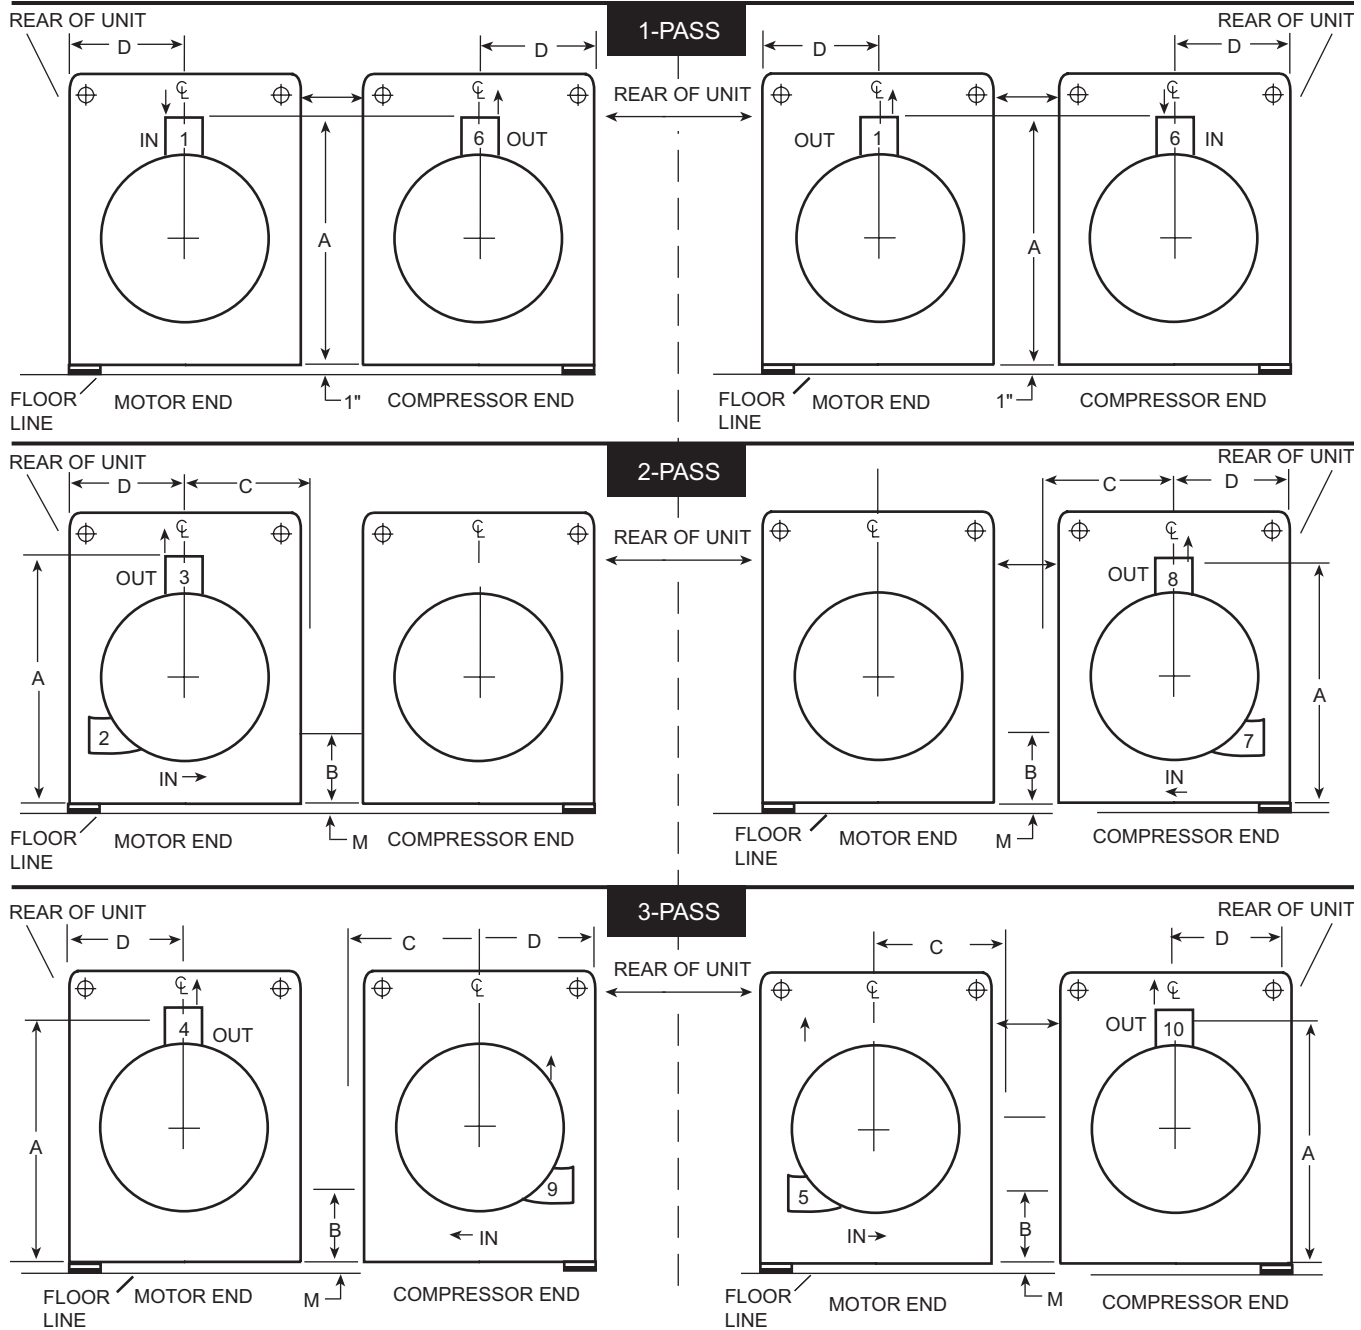 1-PASS
REAR OF UNIT
D
D
REAR OF UNIT
D
D
REAR OF UNIT
℄
℄
℄
℄
IN
1
6
OUT
OUT
1
6
IN
A
A
FLOOR
LINE
MOTOR END
1"
COMPRESSOR END
FLOOR
LINE
MOTOR END
1"
COMPRESSOR END
2-PASS
REAR OF UNIT
D
C
REAR OF UNIT
C
D
REAR OF UNIT
℄
℄
℄
℄
OUT
3
OUT
8
A
A
2
7
IN
B
B
IN
FLOOR
LINE
MOTOR END
M
COMPRESSOR END
FLOOR
LINE
MOTOR END
M
COMPRESSOR END
3-PASS
REAR OF UNIT
D
C
D
REAR OF UNIT
C
D
REAR OF UNIT
℄
℄
℄
℄
4
OUT
OUT
10
A
A
9
5
B
IN
IN
B
FLOOR
LINE
MOTOR END
M
COMPRESSOR END
FLOOR
LINE
MOTOR END
M
COMPRESSOR END